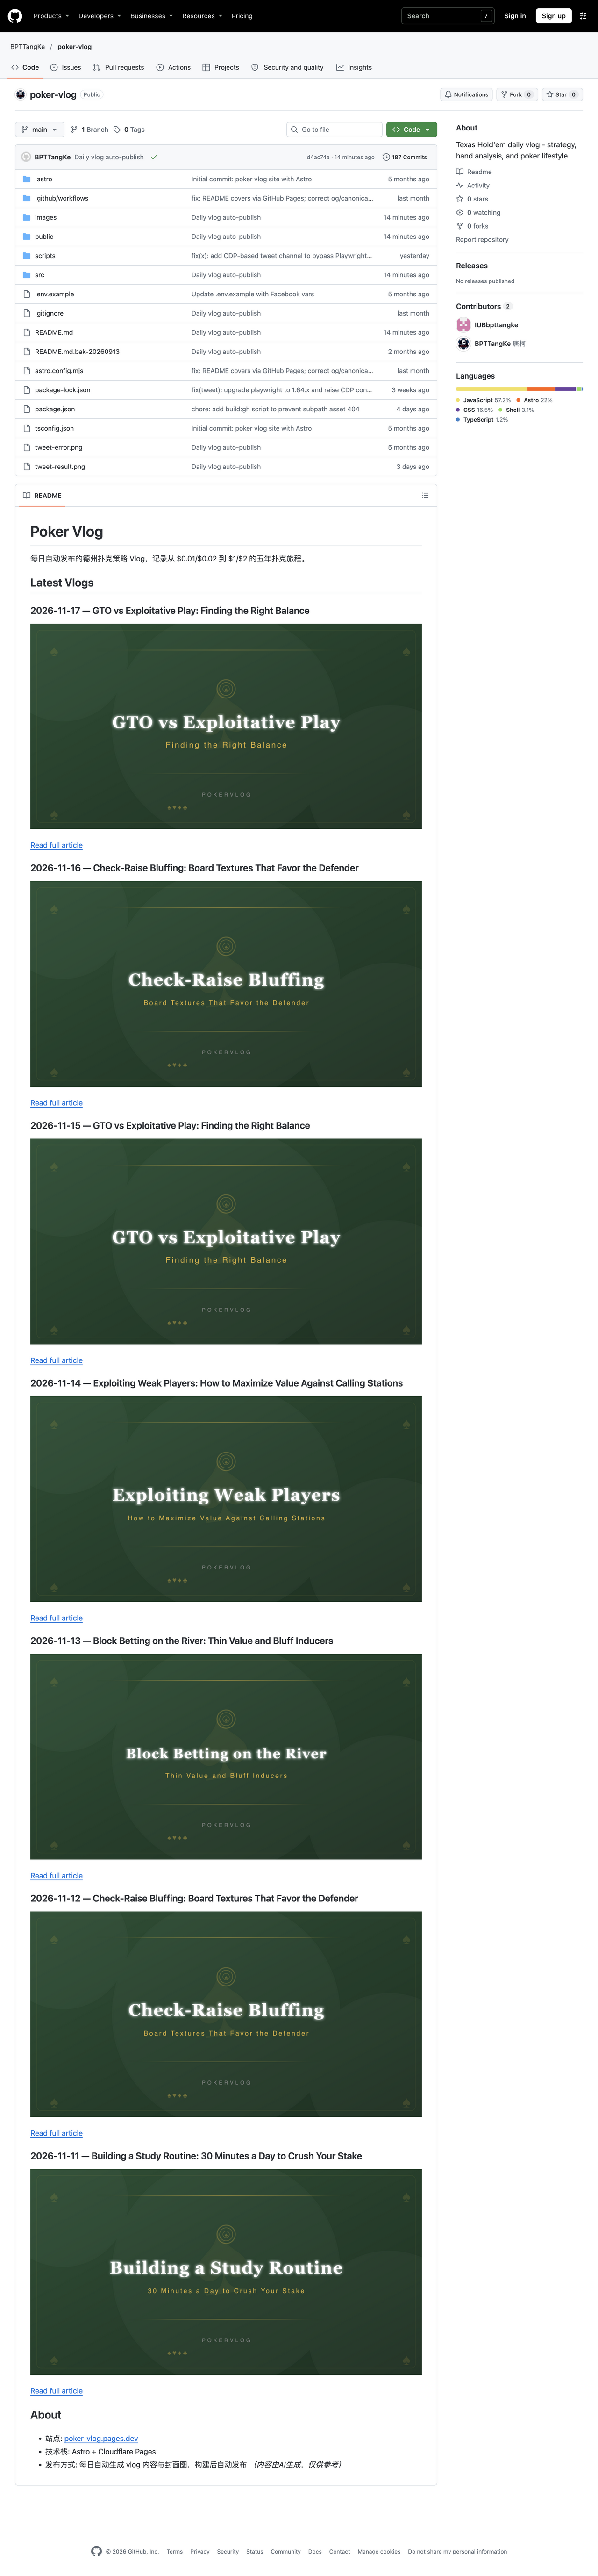 Products Developers Businesses Resources Pricing Search / Sign in Sign up
BPTTangKe / poker-vlog
Code Issues Pull requests Actions Projects Security and quality Insights
poker-vlog Public Notifications Fork 0 Star 0
main 1 Branch 0 Tags Go to file Code
BPTTangKe Daily vlog auto-publish d4ac74a · 14 minutes ago 187 Commits
.astro Initial commit: poker vlog site with Astro 5 months ago
.github/workflows fix: README covers via GitHub Pages; correct og/canonica… last month
images Daily vlog auto-publish 14 minutes ago
public Daily vlog auto-publish 14 minutes ago
scripts fix(x): add CDP-based tweet channel to bypass Playwright… yesterday
src Daily vlog auto-publish 14 minutes ago
.env.example Update .env.example with Facebook vars 5 months ago
.gitignore Daily vlog auto-publish last month
README.md Daily vlog auto-publish 14 minutes ago
README.md.bak-20260913 Daily vlog auto-publish 2 months ago
astro.config.mjs fix: README covers via GitHub Pages; correct og/canonica… last month
package-lock.json fix(tweet): upgrade playwright to 1.64.x and raise CDP con… 3 weeks ago
package.json chore: add build:gh script to prevent subpath asset 404 4 days ago
tsconfig.json Initial commit: poker vlog site with Astro 5 months ago
tweet-error.png Daily vlog auto-publish 5 months ago
tweet-result.png Daily vlog auto-publish 3 days ago
README
Poker Vlog
每日自动发布的德州扑克策略 Vlog，记录从 $0.01/$0.02 到 $1/$2 的五年扑克旅程。
Latest Vlogs
2026-11-17 — GTO vs Exploitative Play: Finding the Right Balance
GTO vs Exploitative Play
Finding the Right Balance
POKERVLOG
Read full article
2026-11-16 — Check-Raise Bluffing: Board Textures That Favor the Defender
Check-Raise Bluffing
Board Textures That Favor the Defender
POKERVLOG
Read full article
2026-11-15 — GTO vs Exploitative Play: Finding the Right Balance
GTO vs Exploitative Play
Finding the Right Balance
POKERVLOG
Read full article
2026-11-14 — Exploiting Weak Players: How to Maximize Value Against Calling Stations
Exploiting Weak Players
How to Maximize Value Against Calling Stations
POKERVLOG
Read full article
2026-11-13 — Block Betting on the River: Thin Value and Bluff Inducers
Block Betting on the River
Thin Value and Bluff Inducers
POKERVLOG
Read full article
2026-11-12 — Check-Raise Bluffing: Board Textures That Favor the Defender
Check-Raise Bluffing
Board Textures That Favor the Defender
POKERVLOG
Read full article
2026-11-11 — Building a Study Routine: 30 Minutes a Day to Crush Your Stake
Building a Study Routine
30 Minutes a Day to Crush Your Stake
POKERVLOG
Read full article
About
站点: poker-vlog.pages.dev
技术栈: Astro + Cloudflare Pages
发布方式: 每日自动生成 vlog 内容与封面图，构建后自动发布 （内容由AI生成，仅供参考）
About
Texas Hold'em daily vlog - strategy,
hand analysis, and poker lifestyle
Readme
Activity
0 stars
0 watching
0 forks
Report repository
Releases
No releases published
Contributors 2
IUBbpttangke
BPTTangKe 唐柯
Languages
JavaScript 57.2% Astro 22%
CSS 16.5% Shell 3.1%
TypeScript 1.2%
© 2026 GitHub, Inc. Terms Privacy Security Status Community Docs Contact Manage cookies Do not share my personal information